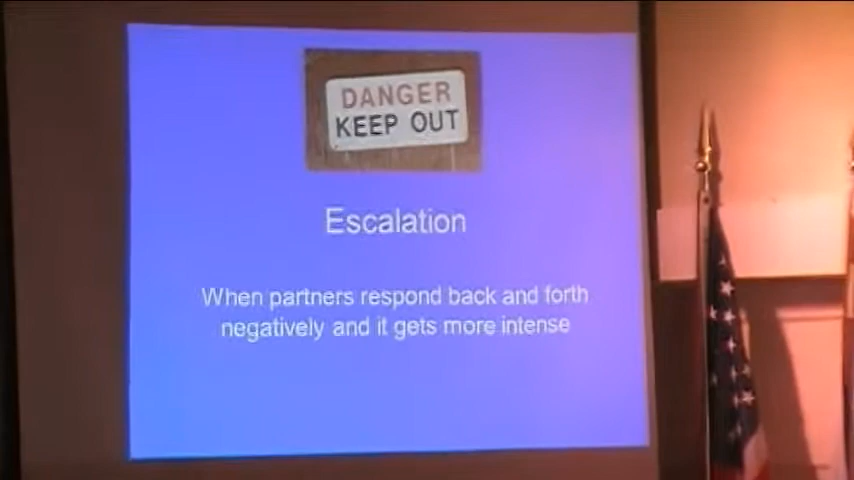 DANGER
KEEP OUT
Escalation
When partners respond back and forth
negatively and it gets more intense